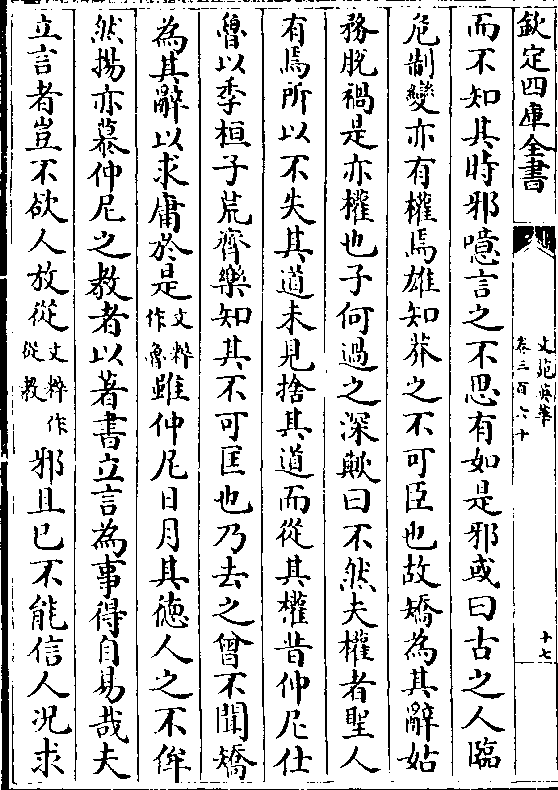 欽定四庫全書
文苑英華
卷三百六十
十七
而不知其時邪噫言之不思有如是邪或曰古之人臨
危制變亦有權焉雄知莽之不可臣也故矯為其辭姑
務脱禍是亦權也子何過之深歟曰不然夫權者聖人
有焉所以不失其道未見捨其道而從其權昔仲尼仕
魯以季桓子荒齊樂知其不可匡也乃去之曾不聞矯
為其辭以求庸於是文粹作魯雖仲尼日月其徳人之不侔
然揚亦慕仲尼之教者以著書立言為事得自易哉夫
立言者豈不欲人放從文粹作從教邪且已不能信人况求